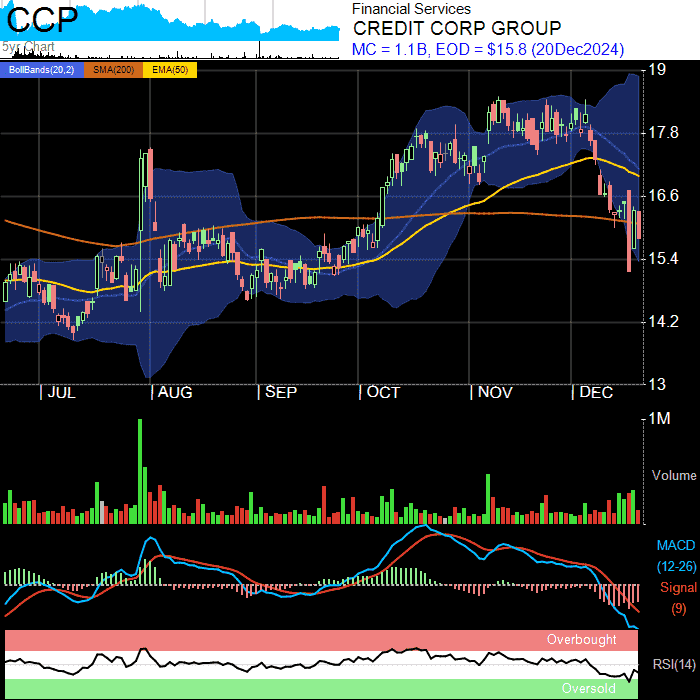 CCP
5yr Chart
Financial Services
CREDIT CORP GROUP
MC = 1.1B, EOD = $15.8 (20Dec2024)
BollBands(20,2) SMA(200) EMA(50)
19
17.8
16.6
15.4
14.2
13
JUL AUG SEP OCT NOV DEC
1M
Volume
MACD
(12-26)
Signal
(9)
Overbought
RSI(14)
Oversold